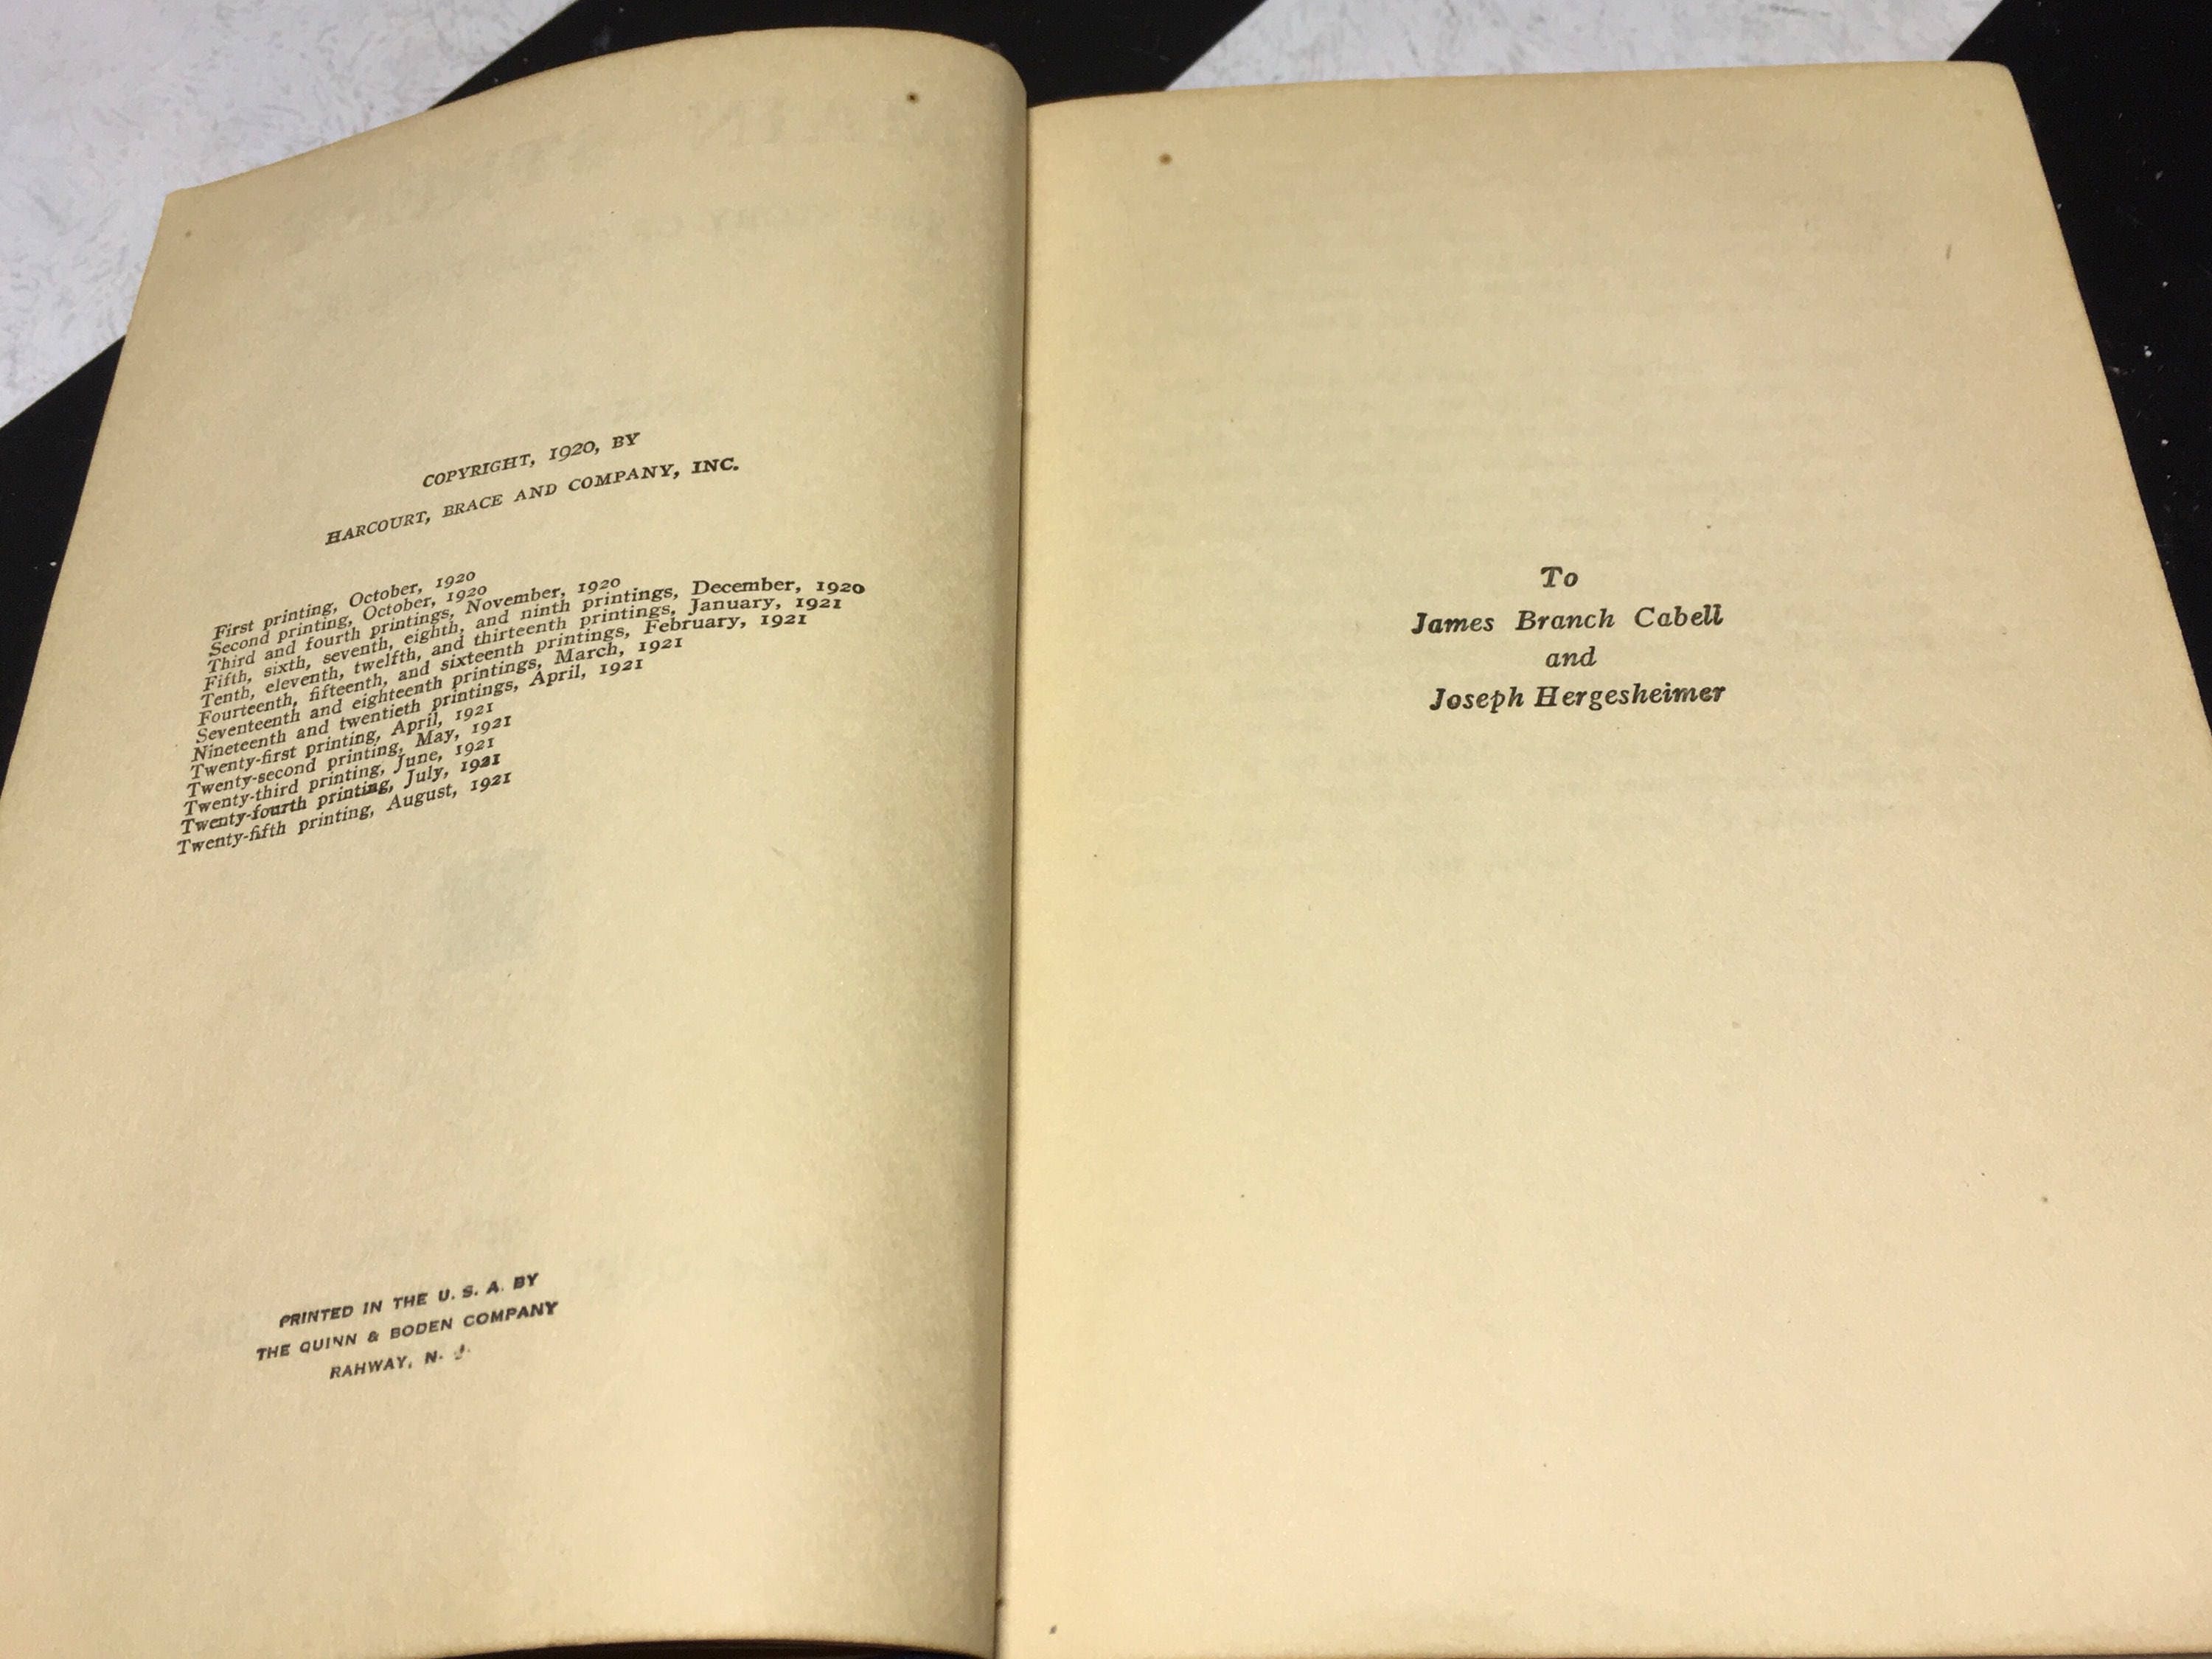 COPYRIGHT, 1920, BY
HARCOURT, BRACE AND COMPANY, INC.
First printing, October, 1920
Second printing, October, 1920
Third and fourth printings, November, 1920
Fifth, sixth, seventh, eighth, and ninth printings, December, 1920
Tenth, eleventh, twelfth, and thirteenth printings, January, 1921
Fourteenth, fifteenth, and sixteenth printings, February, 1921
Seventeenth and eighteenth printings, March, 1921
Nineteenth and twentieth printings, April, 1921
Twenty-first printing, April, 1921
Twenty-second printing, May, 1921
Twenty-third printing, June, 1921
Twenty-fourth printing, July, 1921
Twenty-fifth printing, August, 1921
PRINTED IN THE U. S. A. BY
THE QUINN & BODEN COMPANY
RAHWAY, N. J.
To
James Branch Cabell
and
Joseph Hergesheimer